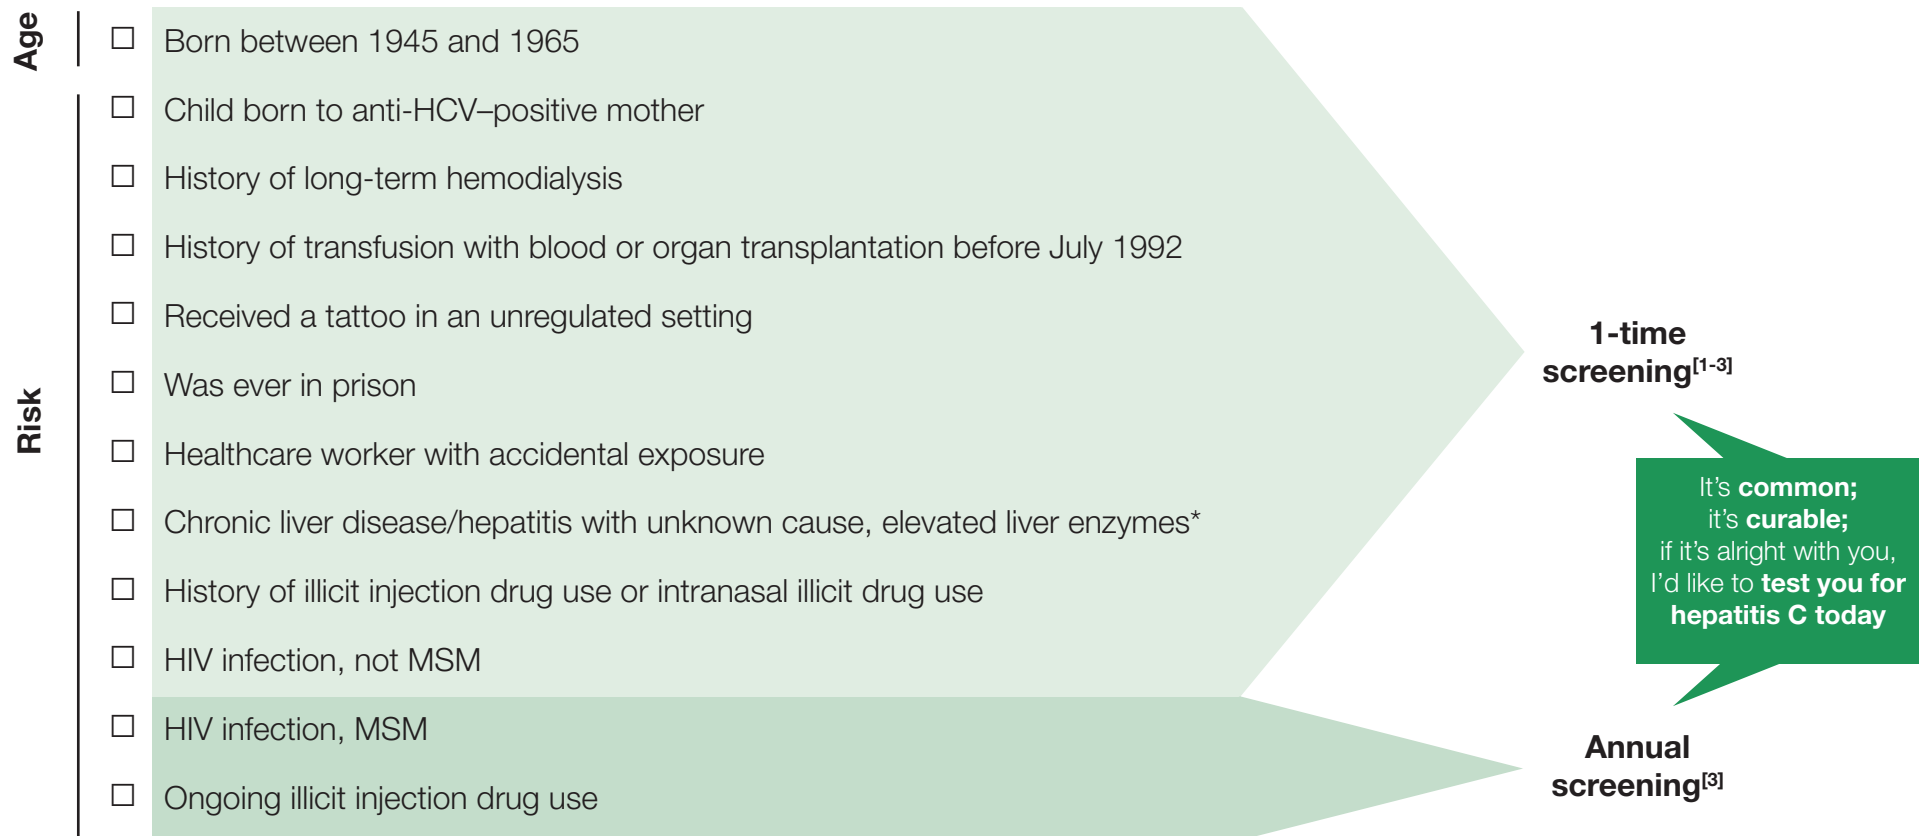 Age
☐ Born between 1945 and 1965
Risk
☐ Child born to anti-HCV–positive mother
☐ History of long-term hemodialysis
☐ History of transfusion with blood or organ transplantation before July 1992
☐ Received a tattoo in an unregulated setting
☐ Was ever in prison
☐ Healthcare worker with accidental exposure
☐ Chronic liver disease/hepatitis with unknown cause, elevated liver enzymes*
☐ History of illicit injection drug use or intranasal illicit drug use
☐ HIV infection, not MSM
☐ HIV infection, MSM
☐ Ongoing illicit injection drug use
1-time
screening[1-3]
It’s common;
it’s curable;
if it’s alright with you,
I’d like to test you for
hepatitis C today
Annual
screening[3]